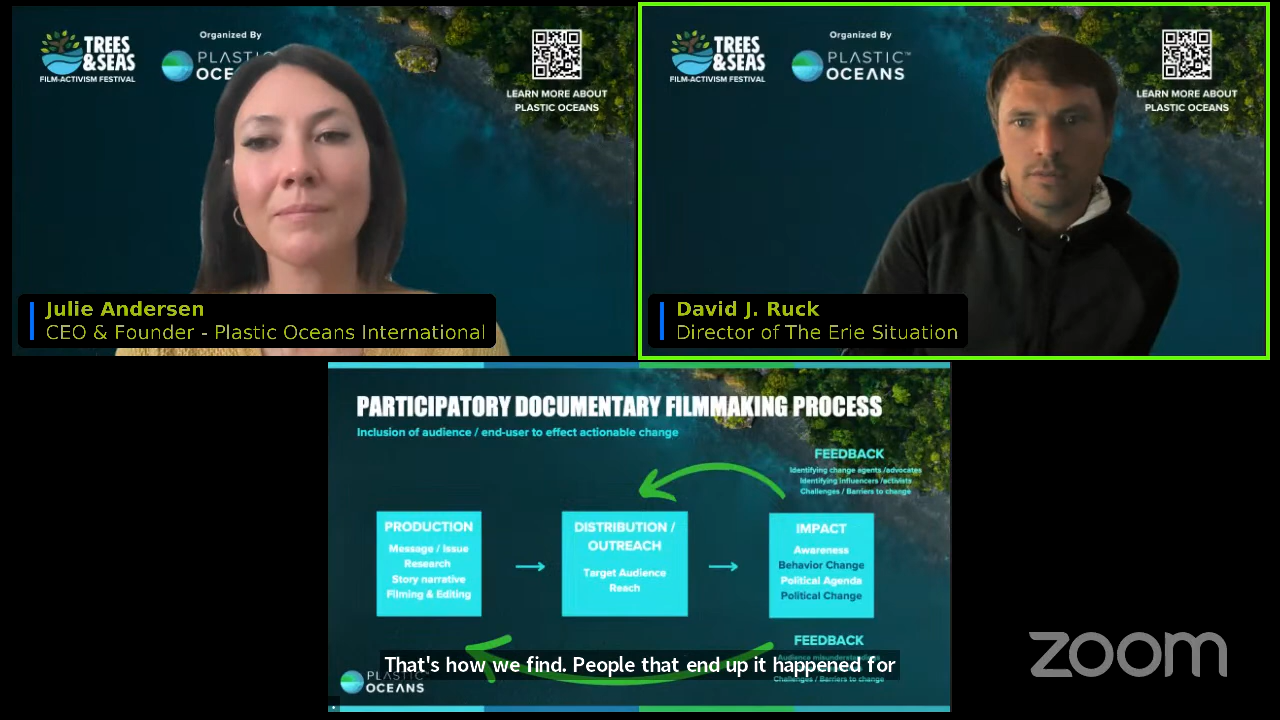 TREES
& SEAS
FILM-ACTIVISM FESTIVAL
Organized By
PLASTIC
OCE
LEARN MORE ABOUT
PLASTIC OCEANS
Julie Andersen
CEO & Founder - Plastic Oceans International
TREES
& SEAS
FILM-ACTIVISM FESTIVAL
Organized By
PLASTIC™
OCEANS
LEARN MORE ABOUT
PLASTIC OCEANS
David J. Ruck
Director of The Erie Situation
PARTICIPATORY DOCUMENTARY FILMMAKING PROCESS
Inclusion of audience / end-user to effect actionable change
FEEDBACK
Identifying change agents /advocates
Identifying influencers /activists
Challenges / Barriers to change
PRODUCTION
Message / Issue
Research
Story narrative
Filming & Editing
DISTRIBUTION /
OUTREACH
Target Audience
Reach
IMPACT
Awareness
Behavior Change
Political Agenda
Political Change
FEEDBACK
Challenges / Barriers to change
That's how we find. People that end up it happened for
PLASTIC
OCEANS
zoom